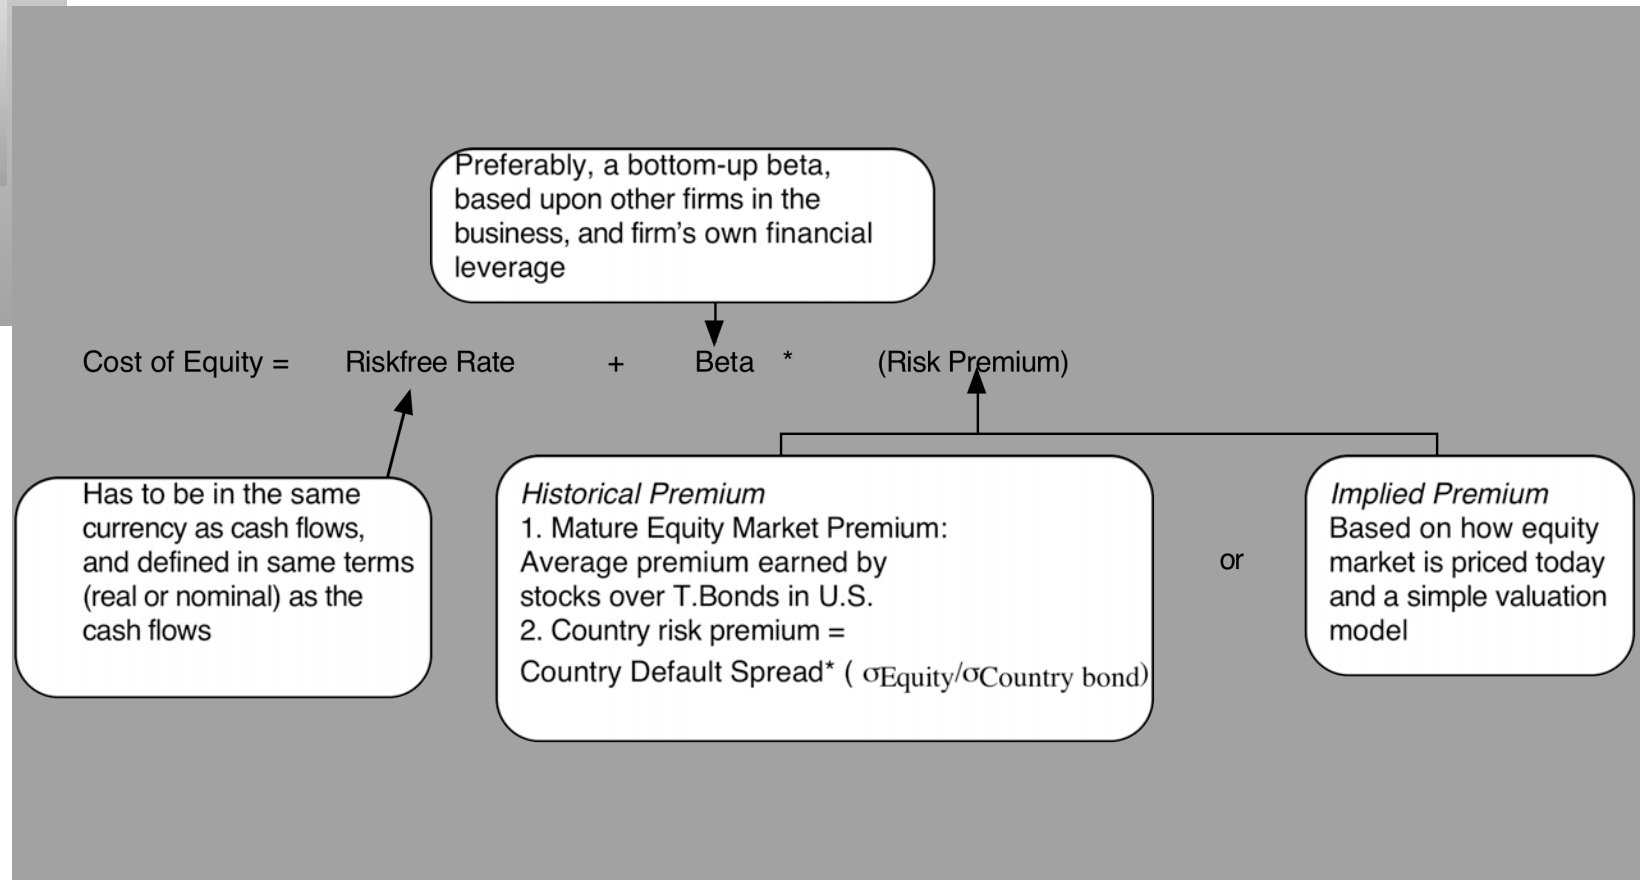 Preferably, a bottom-up beta,
based upon other firms in the
business, and firm's own financial
leverage
Cost of Equity = Riskfree Rate + Beta * (Risk Premium)
Has to be in the same
currency as cash flows,
and defined in same terms
(real or nominal) as the
cash flows
Historical Premium
1. Mature Equity Market Premium:
Average premium earned by
stocks over T.Bonds in U.S.
2. Country risk premium =
Country Default Spread* ( σEquity/σCountry bond)
or
Implied Premium
Based on how equity
market is priced today
and a simple valuation
model